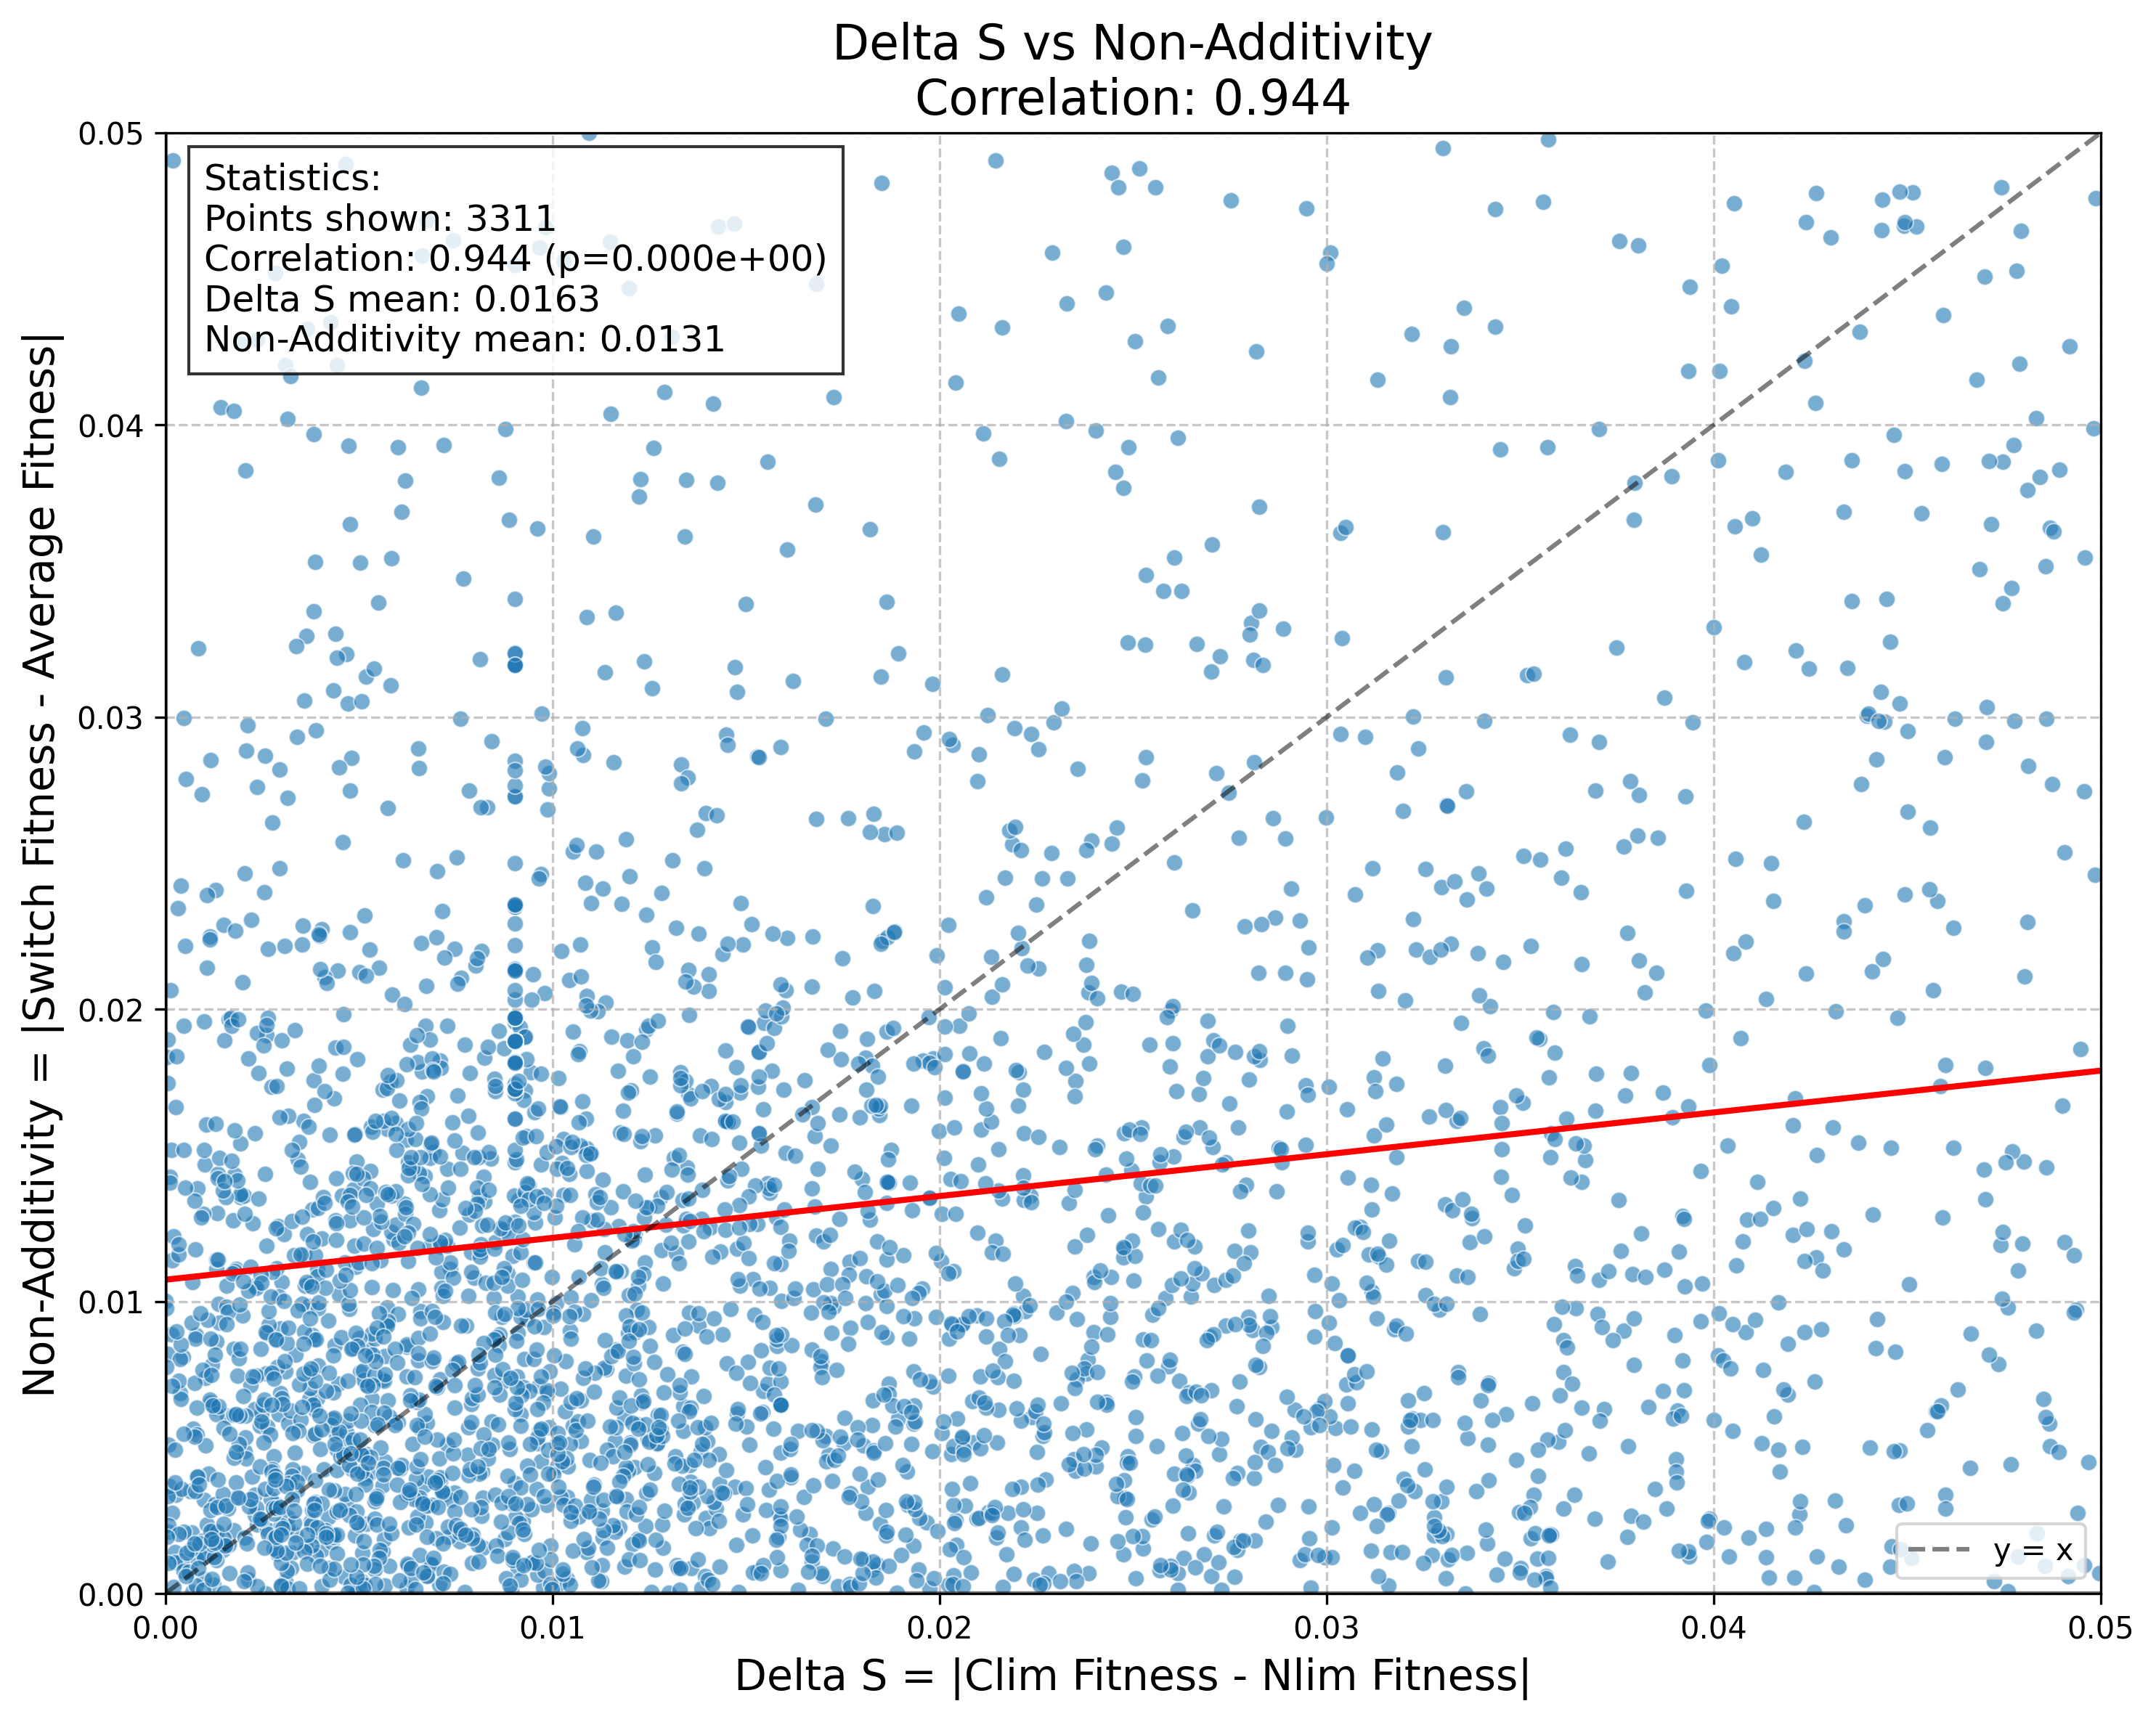 Delta S vs Non-Additivity
Correlation: 0.944
Statistics:
Points shown: 3311
Correlation: 0.944 (p=0.000e+00)
Delta S mean: 0.0163
Non-Additivity mean: 0.0131
Non-Additivity = |Switch Fitness - Average Fitness|
0.05
0.04
0.03
0.02
0.01
0.00
y = x
0.00 0.01 0.02 0.03 0.04 0.05
Delta S = |Clim Fitness - Nlim Fitness|